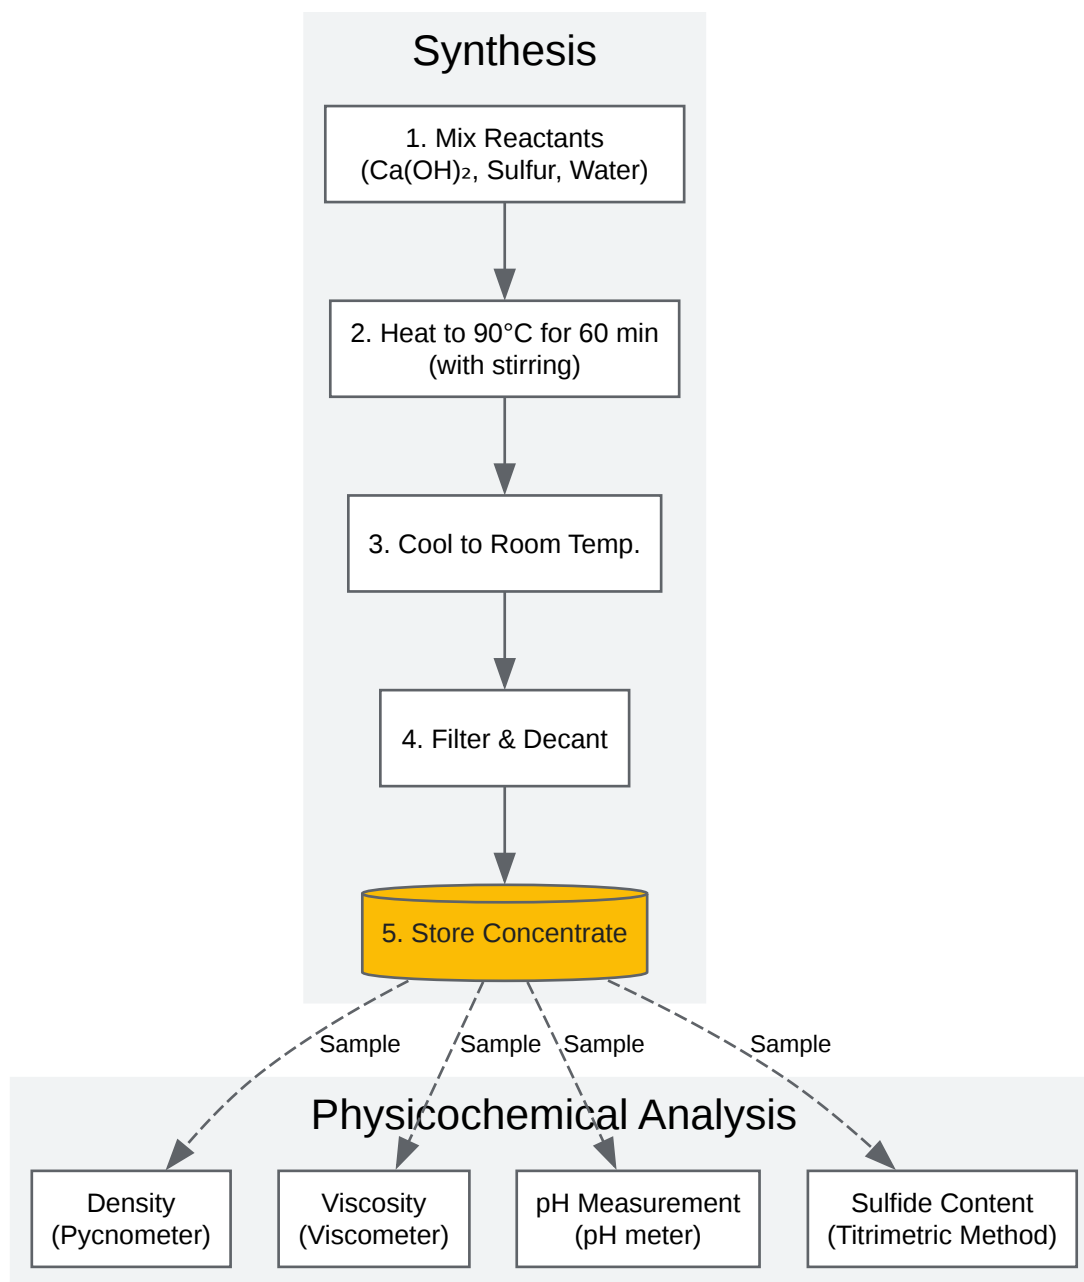 Synthesis
1. Mix Reactants
(Ca(OH)₂, Sulfur, Water)
2. Heat to 90°C for 60 min
(with stirring)
3. Cool to Room Temp.
4. Filter & Decant
5. Store Concentrate
Sample
Sample
Sample
Sample
Physicochemical Analysis
Density
(Pycnometer)
Viscosity
(Viscometer)
pH Measurement
(pH meter)
Sulfide Content
(Titrimetric Method)